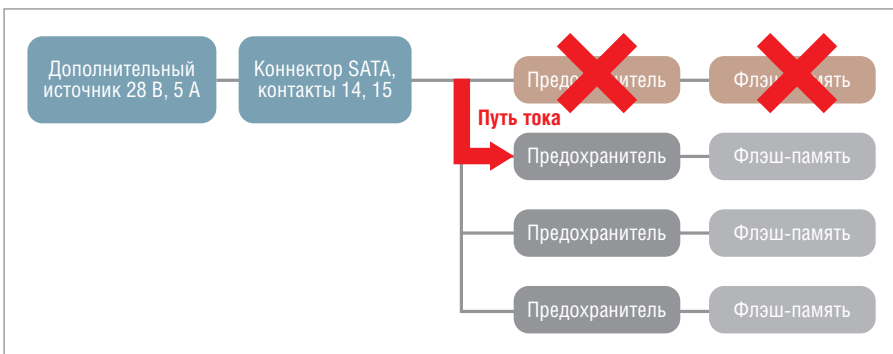 Дополнительный
источник 28 В, 5 А
Коннектор SATA,
контакты 14, 15
Предохранитель
Флэш-память
Путь тока
Предохранитель
Флэш-память
Предохранитель
Флэш-память
Предохранитель
Флэш-память